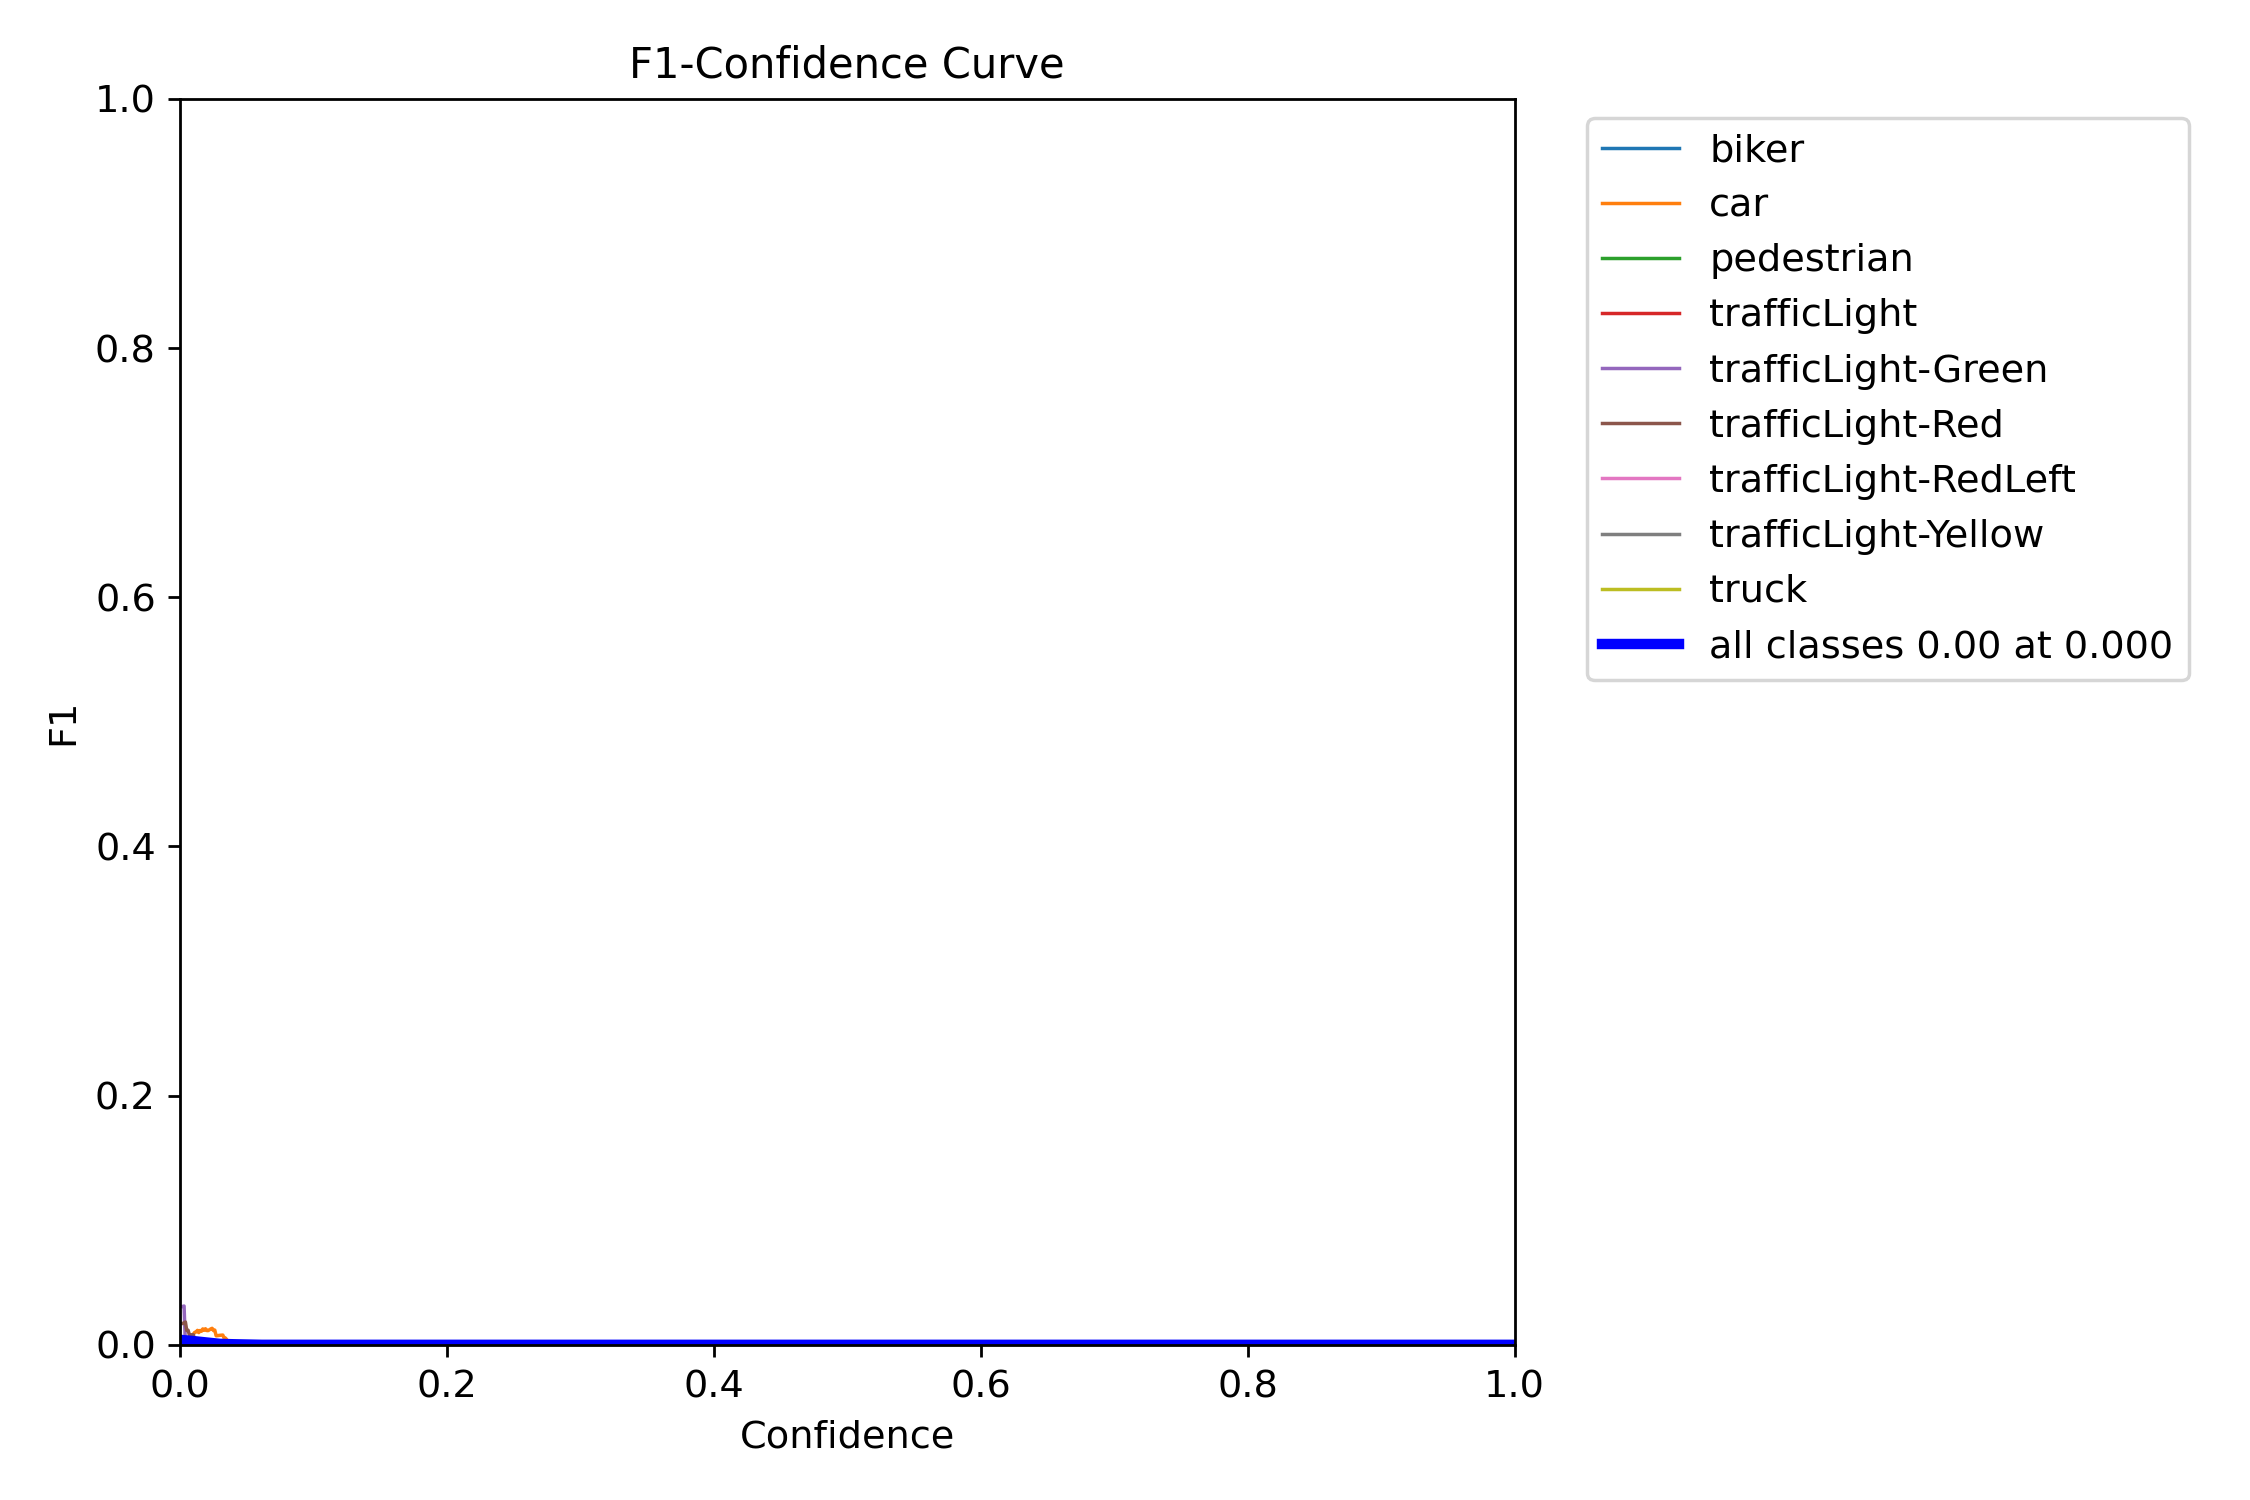 F1-Confidence Curve
1.0
0.8
0.6
0.4
0.2
0.0
F1
0.0 0.2 0.4 0.6 0.8 1.0
Confidence
biker
car
pedestrian
trafficLight
trafficLight-Green
trafficLight-Red
trafficLight-RedLeft
trafficLight-Yellow
truck
all classes 0.00 at 0.000